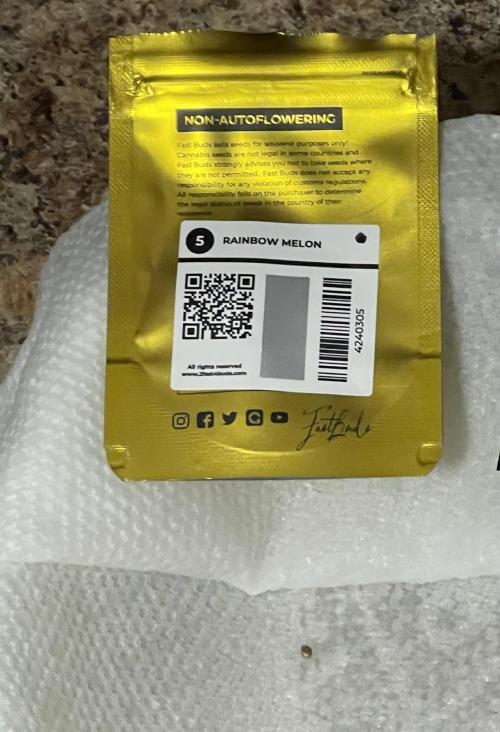 NON-AUTOFLOWERING
Fast Buds sells seeds for souvenir purposes only!
Cannabis seeds are not legal in some countries and
Fast Buds strongly advises you not to take seeds where
they are not permitted. Fast Buds does not accept any
responsibility for any violation of customs regulations.
All responsibility falls on the purchaser to determine
the legal status of seeds in the country of their
residence
5 RAINBOW MELON
4240305
All rights reserved
www.2fast4buds.com
FastBuds